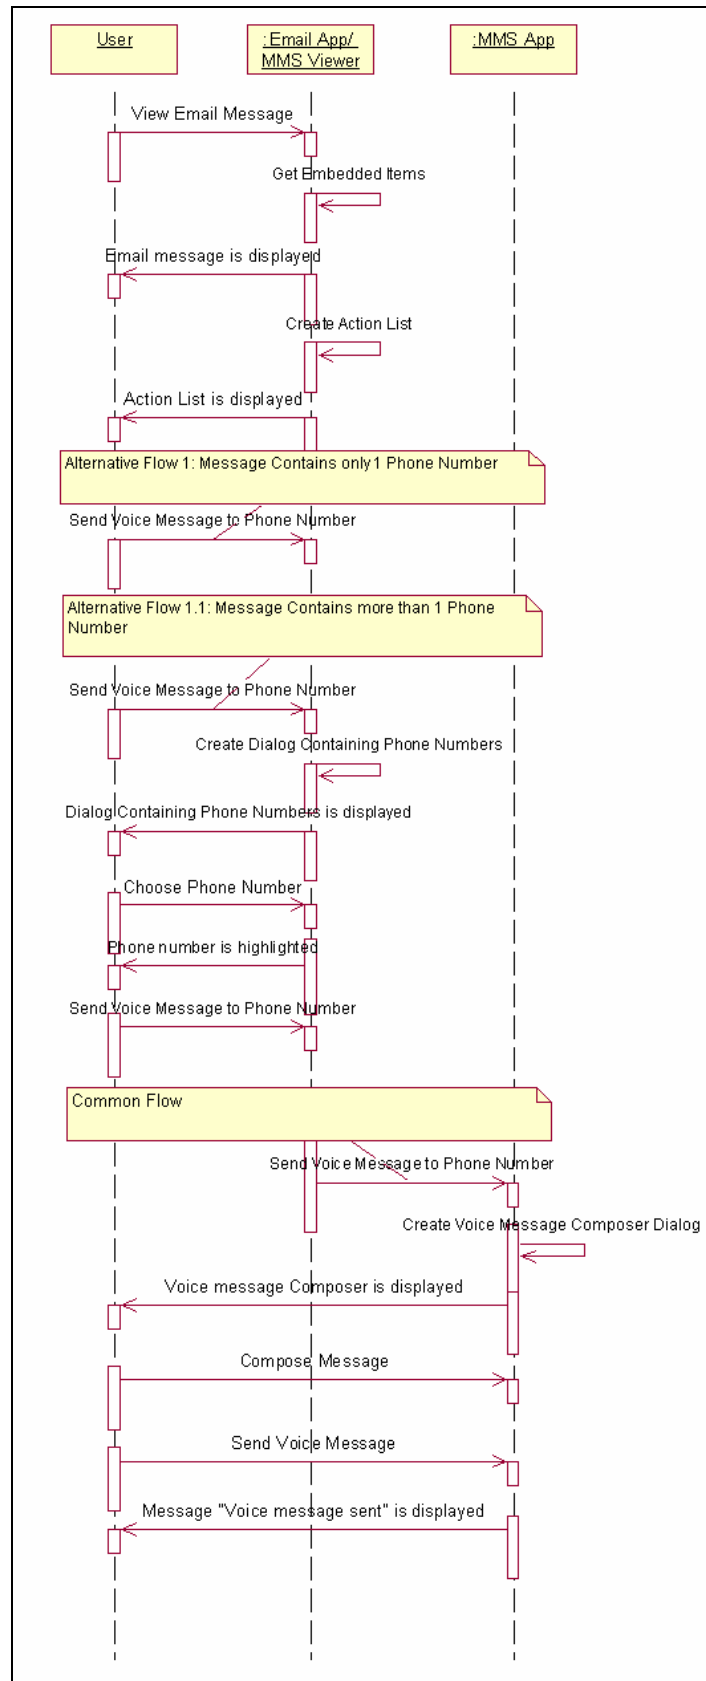 User
:Email App/
MMS Viewer
:MMS App
View Email Message
Get Embedded Items
Email message is displayed
Create Action List
Action List is displayed
Alternative Flow 1: Message Contains only 1 Phone Number
Send Voice Message to Phone Number
Alternative Flow 1.1: Message Contains more than 1 Phone
Number
Send Voice Message to Phone Number
Create Dialog Containing Phone Numbers
Dialog Containing Phone Numbers is displayed
Choose Phone Number
Phone number is highlighted
Send Voice Message to Phone Number
Common Flow
Send Voice Message to Phone Number
Create Voice Message Composer Dialog
Voice message Composer is displayed
Compose Message
Send Voice Message
Message "Voice message sent" is displayed